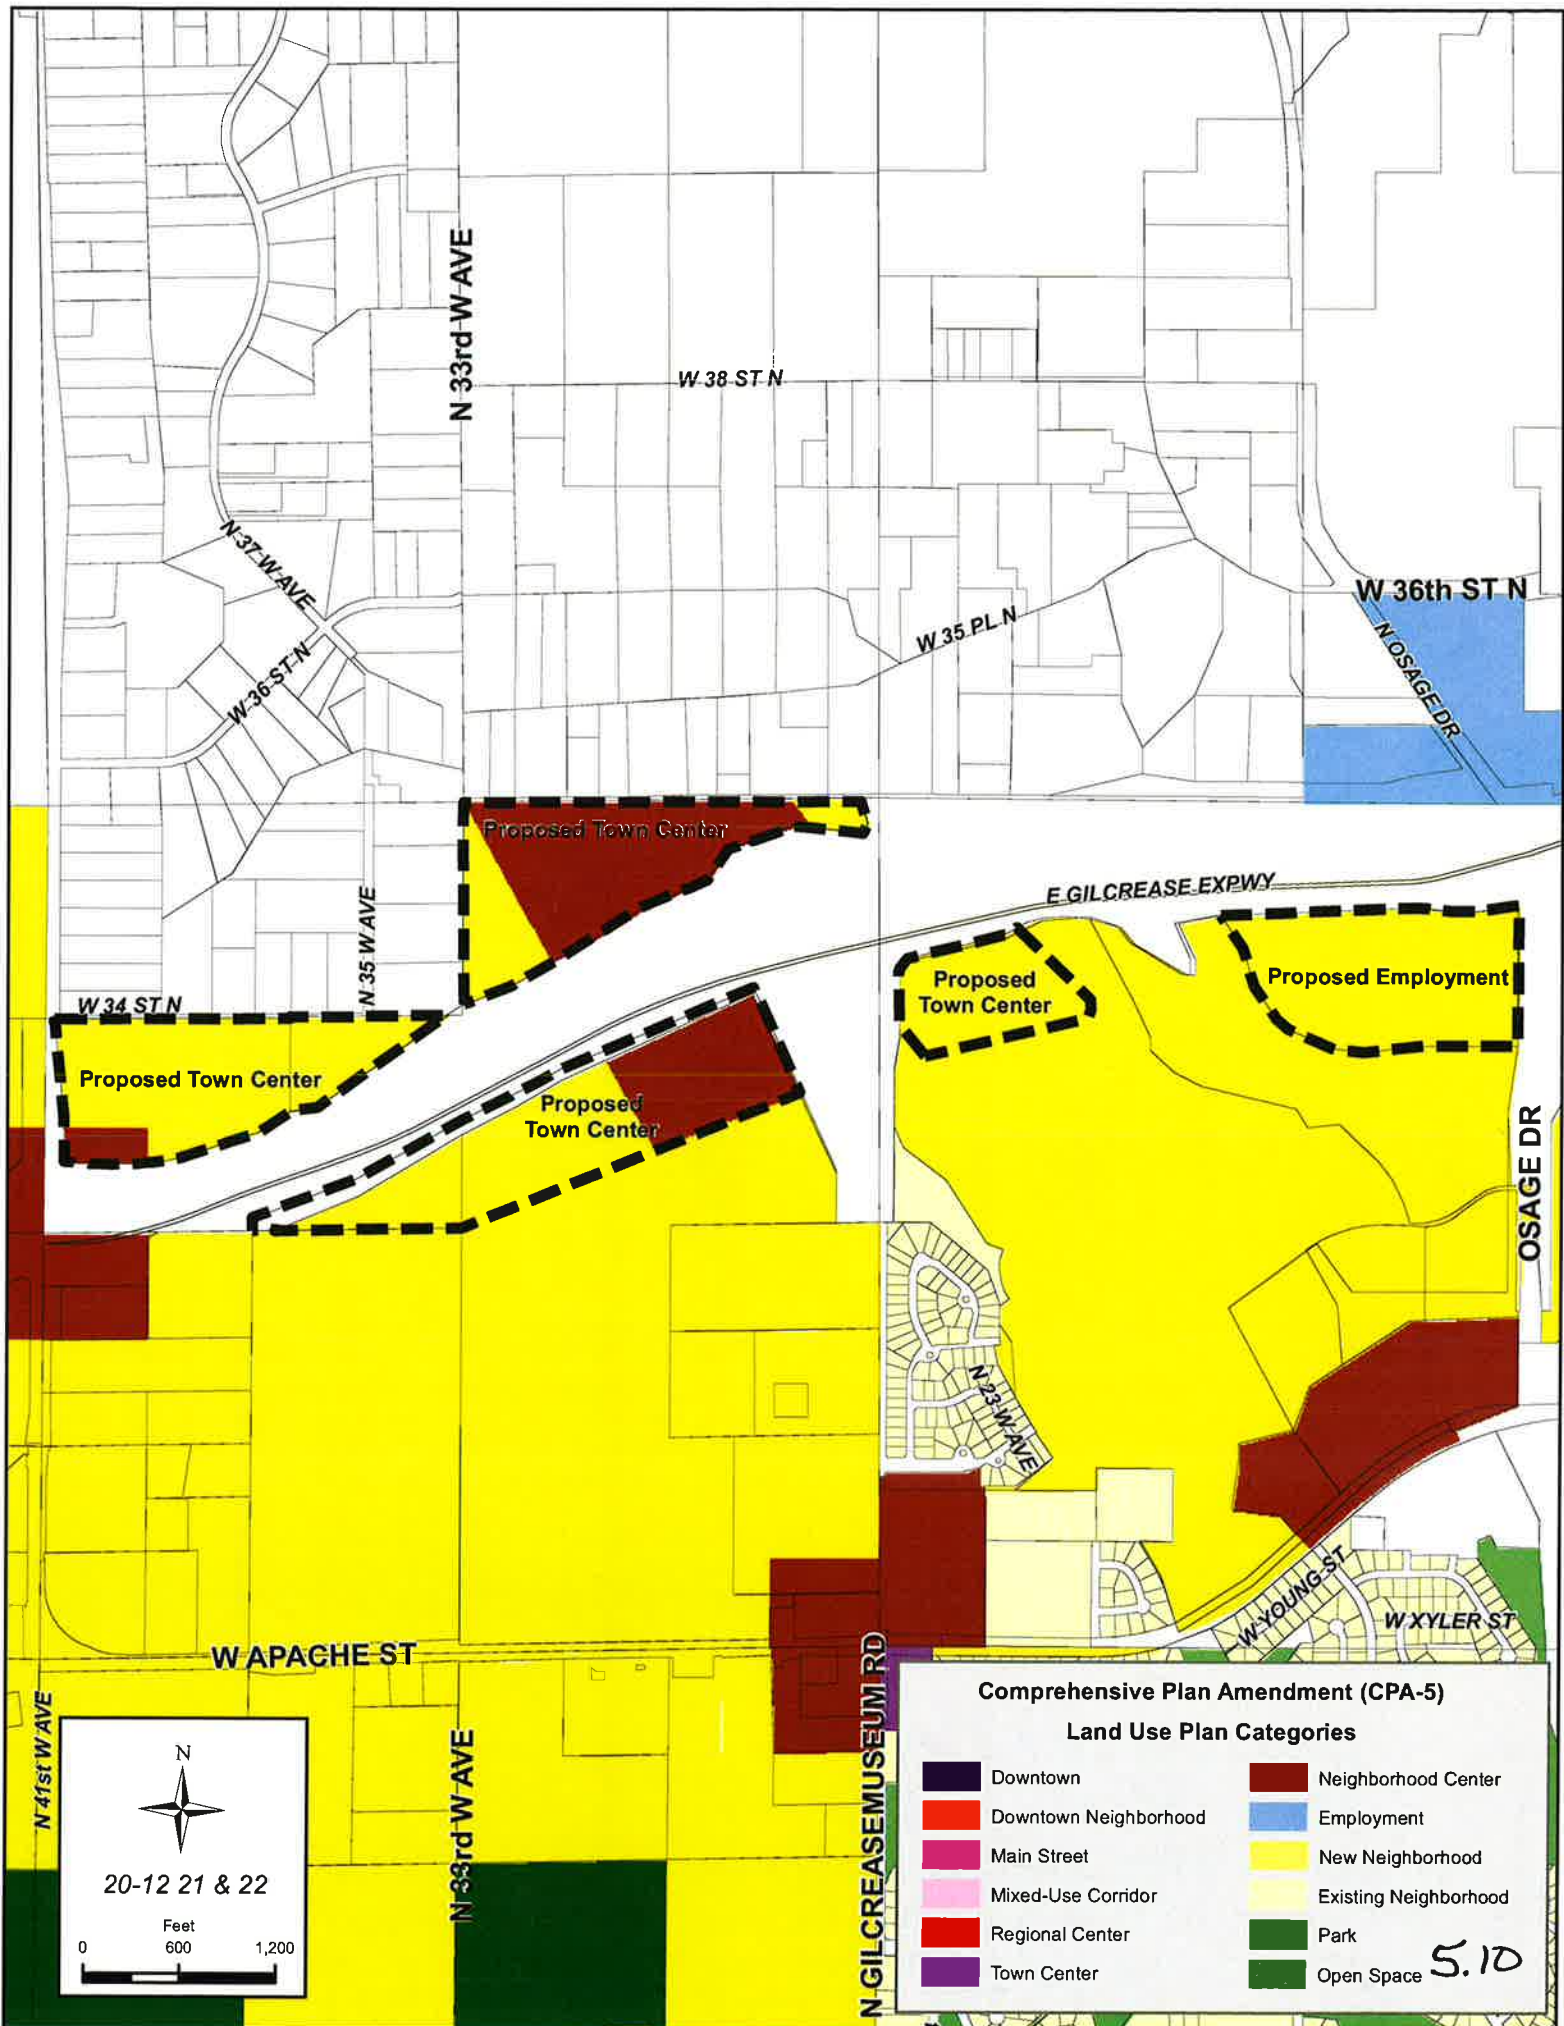 N 33rd W AVE
W 38 ST N
N 37 W AVE
W 36 ST N
W 35 PL N
W 36th ST N
N OSAGE DR
Proposed Town Center
E GILCREASE EXPWY
N 35 W AVE
W 34 ST N
Proposed Town Center
Proposed
Town Center
Proposed
Town Center
Proposed Employment
OSAGE DR
N 23 W AVE
W YOUNG ST
W XYLER ST
W APACHE ST
N 41st W AVE
N 33rd W AVE
N GILCREASEMUSEUM RD
N
20-12 21 & 22
Feet
0 600 1,200
Comprehensive Plan Amendment (CPA-5)
Land Use Plan Categories
Downtown
Downtown Neighborhood
Main Street
Mixed-Use Corridor
Regional Center
Town Center
Neighborhood Center
Employment
New Neighborhood
Existing Neighborhood
Park
Open Space
5.10